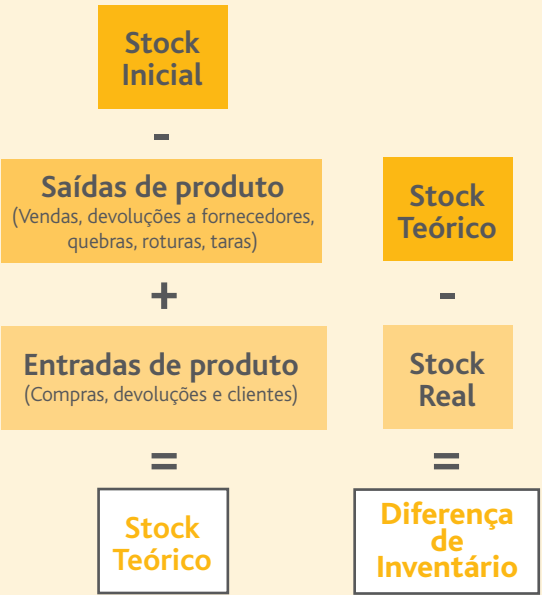 Stock
Inicial
-
Saídas de produto
(Vendas, devoluções a fornecedores,
quebras, roturas, taras)
+
Entradas de produto
(Compras, devoluções e clientes)
=
Stock
Teórico
Stock
Teórico
-
Stock
Real
=
Diferença
de
Inventário